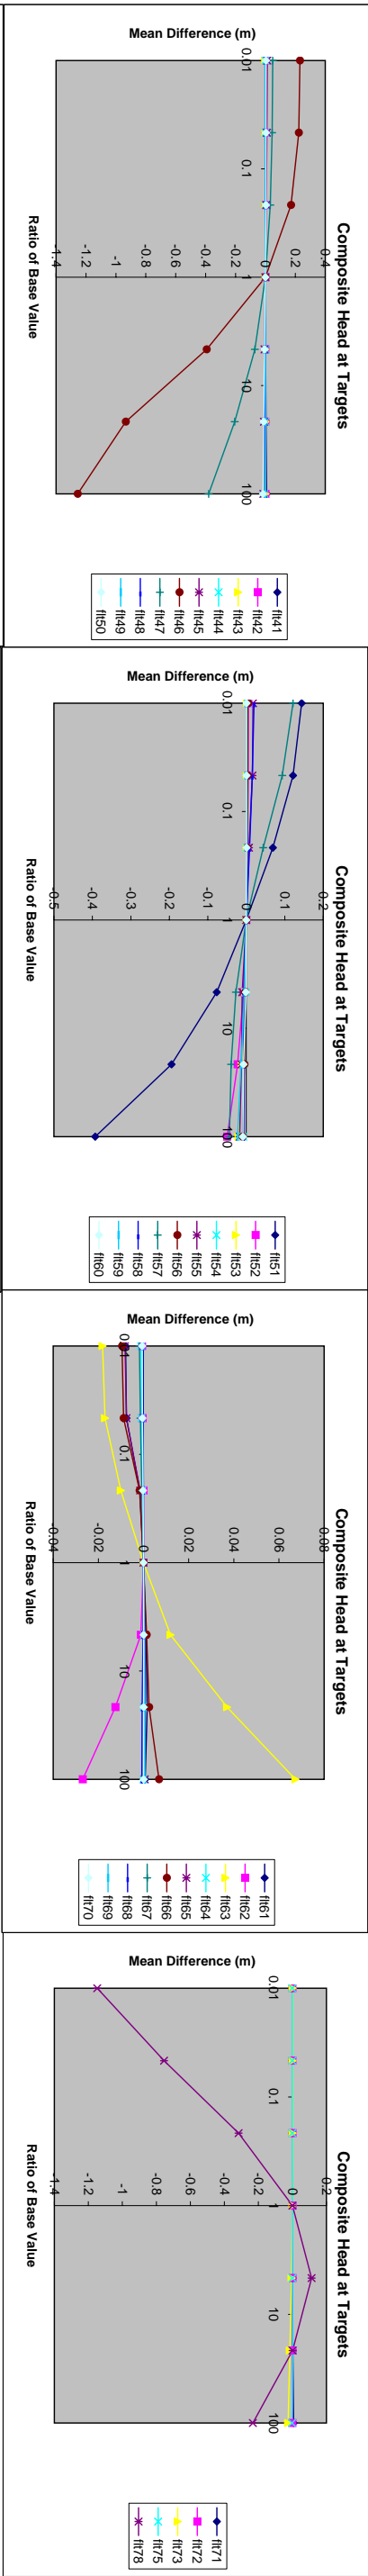 Composite Head at Targets
Mean Difference (m)
0.4
0.2
0
-0.2
-0.4
-0.6
-0.8
-1
-1.2
-1.4
0.01
0.1
1
10
100
Ratio of Base Value
flt41
flt42
flt43
flt44
flt45
flt46
flt47
flt48
flt49
flt50
Composite Head at Targets
Mean Difference (m)
0.2
0.1
0
-0.1
-0.2
-0.3
-0.4
-0.5
0.01
0.1
1
10
100
Ratio of Base Value
flt51
flt52
flt53
flt54
flt55
flt56
flt57
flt58
flt59
flt60
Composite Head at Targets
Mean Difference (m)
0.08
0.06
0.04
0.02
0
-0.02
-0.04
0.01
0.1
1
10
100
Ratio of Base Value
flt61
flt62
flt63
flt64
flt65
flt66
flt67
flt68
flt69
flt70
Composite Head at Targets
Mean Difference (m)
0.2
0
-0.2
-0.4
-0.6
-0.8
-1
-1.2
-1.4
0.01
0.1
1
10
100
Ratio of Base Value
flt71
flt72
flt73
flt75
flt78